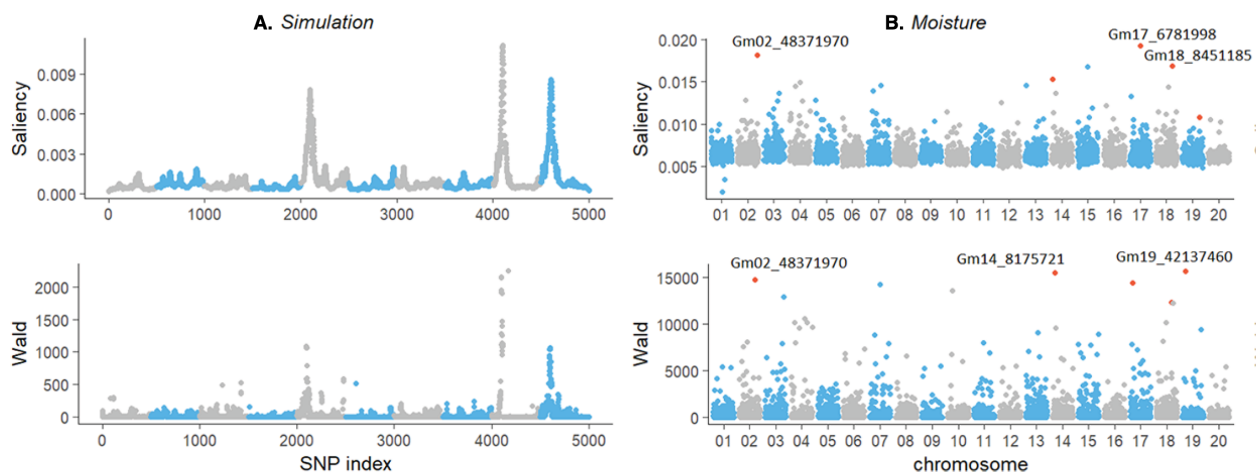 A. Simulation
Saliency
0.009
0.006
0.003
0.000
0 1000 2000 3000 4000 5000
Wald
2000
1500
1000
500
0
0 1000 2000 3000 4000 5000
SNP index
B. Moisture
Saliency
0.020
0.015
0.010
0.005
Gm02_48371970
Gm17_6781998
Gm18_8451185
01 02 03 04 05 06 07 08 09 10 11 12 13 14 15 16 17 18 19 20
Wald
15000
10000
5000
0
Gm02_48371970
Gm14_8175721
Gm19_42137460
01 02 03 04 05 06 07 08 09 10 11 12 13 14 15 16 17 18 19 20
chromosome